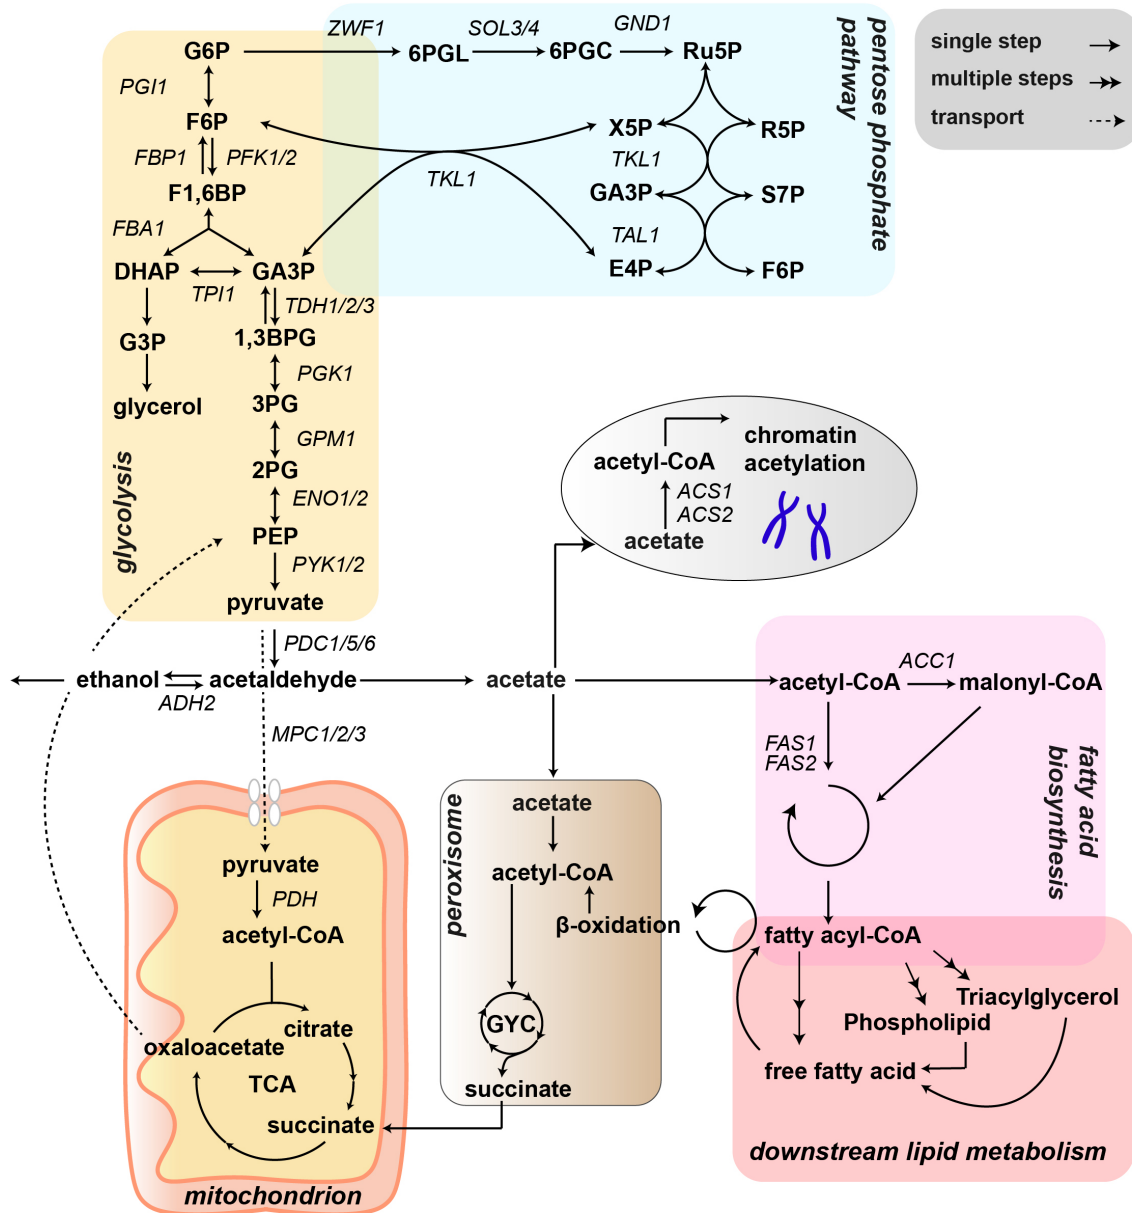 ZWF1
SOL3/4
GND1
G6P
6PGL
6PGC
Ru5P
pentose phosphate
pathway
single step
multiple steps
transport
PGI1
F6P
X5P
R5P
FBP1
PFK1/2
TKL1
TKL1
F1,6BP
GA3P
S7P
FBA1
TAL1
DHAP
GA3P
E4P
F6P
TPI1
TDH1/2/3
G3P
1,3BPG
PGK1
glycerol
3PG
GPM1
2PG
ENO1/2
PEP
PYK1/2
pyruvate
glycolysis
acetyl-CoA
chromatin
acetylation
ACS1
ACS2
acetate
PDC1/5/6
ethanol
acetaldehyde
acetate
ADH2
MPC1/2/3
acetyl-CoA
ACC1
malonyl-CoA
FAS1
FAS2
fatty acid
biosynthesis
peroxisome
acetate
acetyl-CoA
β-oxidation
GYC
succinate
pyruvate
PDH
acetyl-CoA
citrate
oxaloacetate
TCA
succinate
mitochondrion
fatty acyl-CoA
Triacylglycerol
Phospholipid
free fatty acid
downstream lipid metabolism